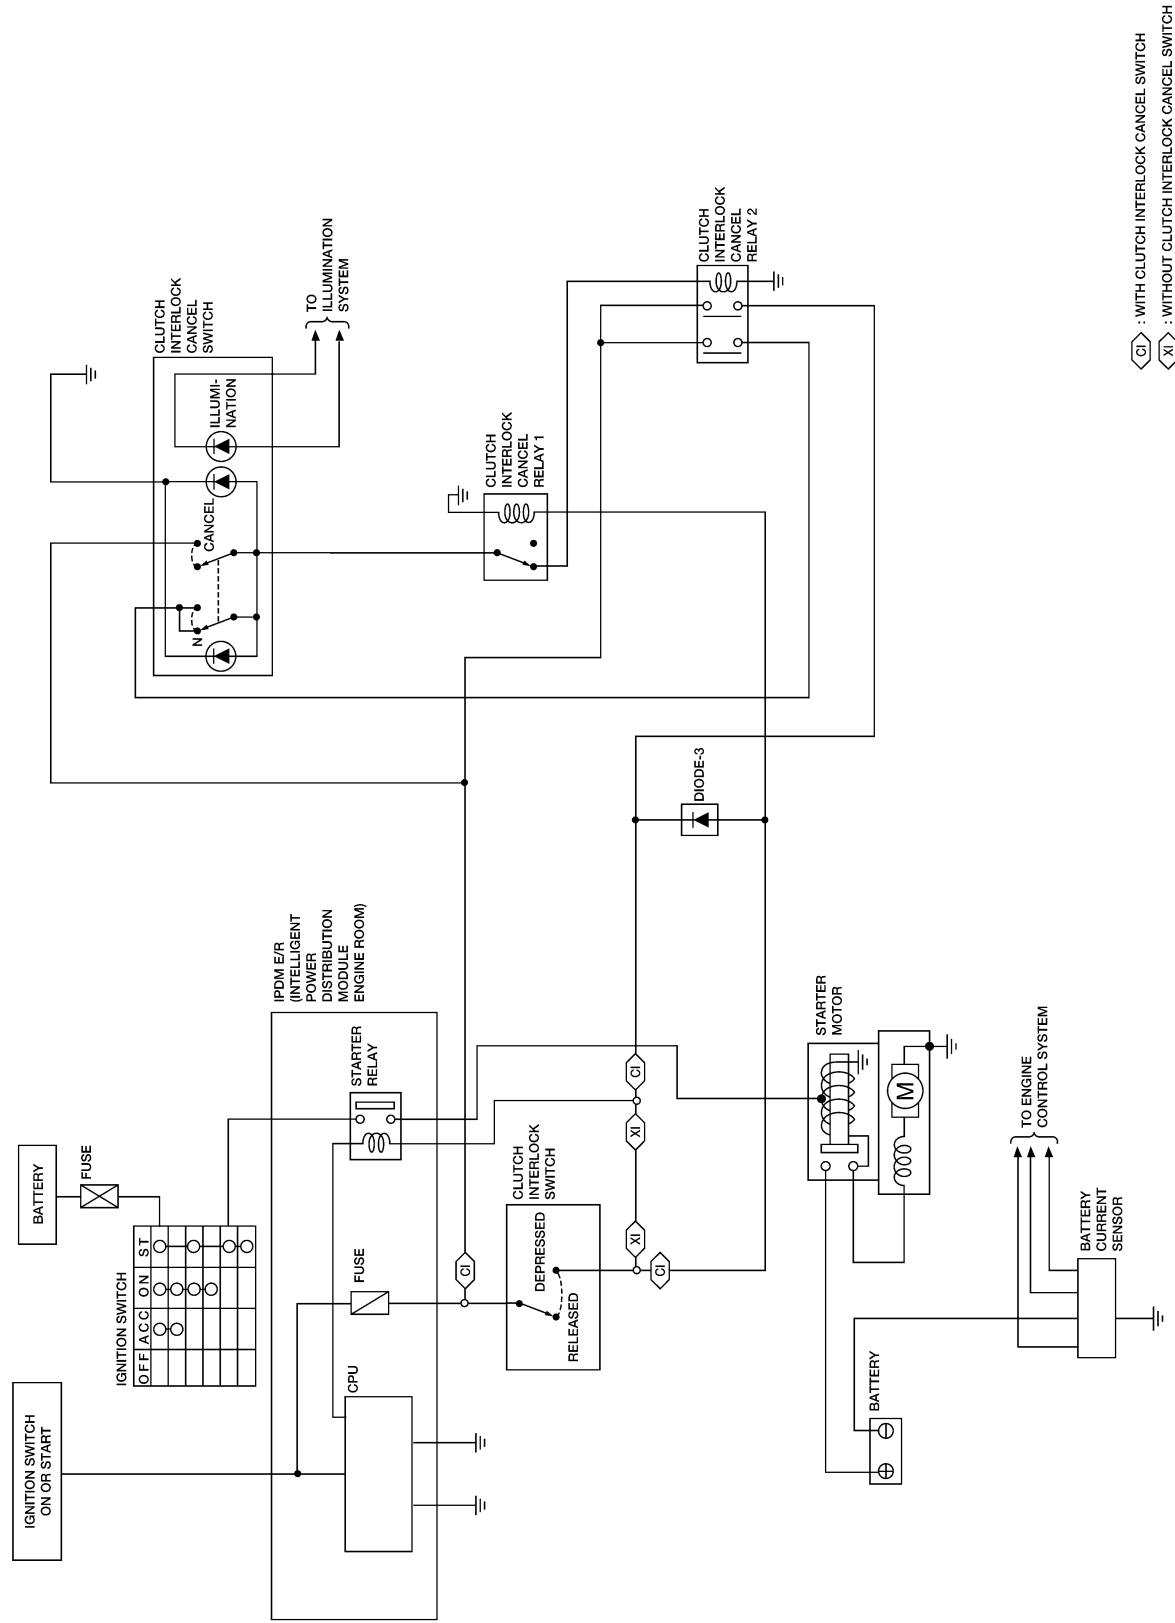 IGNITION SWITCH
ON OR START
BATTERY
FUSE
IGNITION SWITCH
OFF ACC ON ST
IPDM E/R
(INTELLIGENT
POWER
DISTRIBUTION
MODULE
ENGINE ROOM)
CPU
FUSE
STARTER
RELAY
CI
CLUTCH
INTERLOCK
SWITCH
RELEASED
DEPRESSED
XI
CI
XI
CI
DIODE-3
CLUTCH
INTERLOCK
CANCEL
SWITCH
N
CANCEL
ILLUMI-
NATION
TO
ILLUMINATION
SYSTEM
CLUTCH
INTERLOCK
CANCEL
RELAY 1
CLUTCH
INTERLOCK
CANCEL
RELAY 2
BATTERY
STARTER
MOTOR
M
BATTERY
CURRENT
SENSOR
TO ENGINE
CONTROL SYSTEM
CI : WITH CLUTCH INTERLOCK CANCEL SWITCH
XI : WITHOUT CLUTCH INTERLOCK CANCEL SWITCH